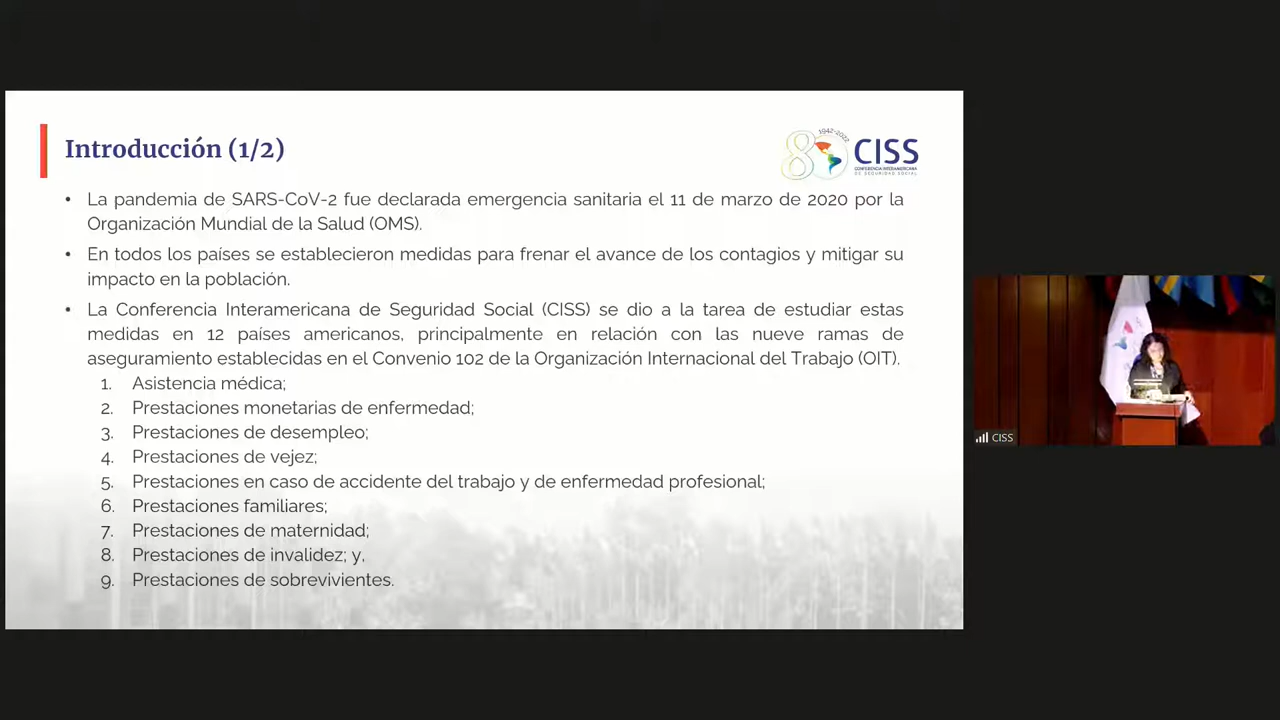 Introducción (1/2)
1942-2022
8
CISS
CONFERENCIA INTERAMERICANA
DE SEGURIDAD SOCIAL
• La pandemia de SARS-CoV-2 fue declarada emergencia sanitaria el 11 de marzo de 2020 por la
Organización Mundial de la Salud (OMS).
• En todos los países se establecieron medidas para frenar el avance de los contagios y mitigar su
impacto en la población.
• La Conferencia Interamericana de Seguridad Social (CISS) se dio a la tarea de estudiar estas
medidas en 12 países americanos, principalmente en relación con las nueve ramas de
aseguramiento establecidas en el Convenio 102 de la Organización Internacional del Trabajo (OIT).
1. Asistencia médica;
2. Prestaciones monetarias de enfermedad;
3. Prestaciones de desempleo;
4. Prestaciones de vejez;
5. Prestaciones en caso de accidente del trabajo y de enfermedad profesional;
6. Prestaciones familiares;
7. Prestaciones de maternidad;
8. Prestaciones de invalidez; y,
9. Prestaciones de sobrevivientes.
CISS